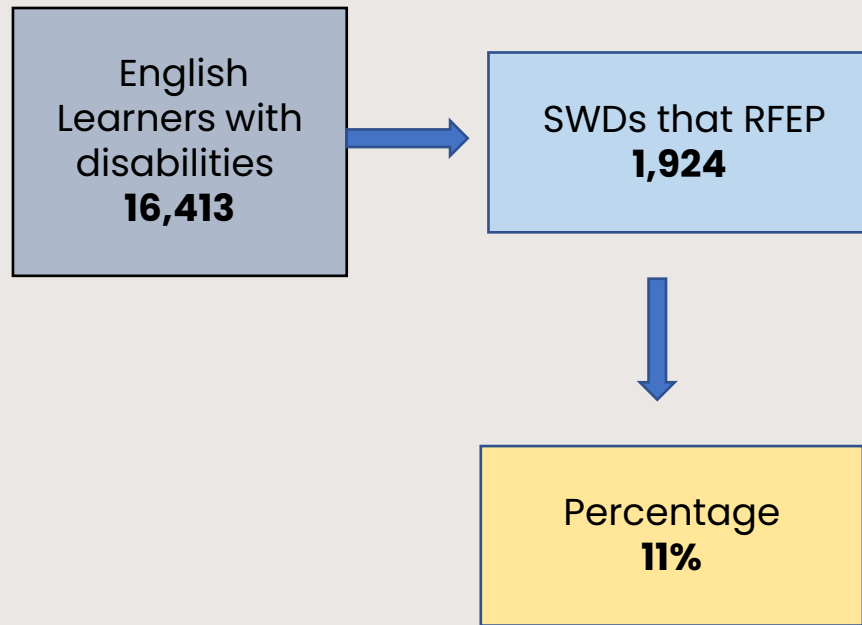 English
Learners with
disabilities
16,413
SWDs that RFEP
1,924
Percentage
11%